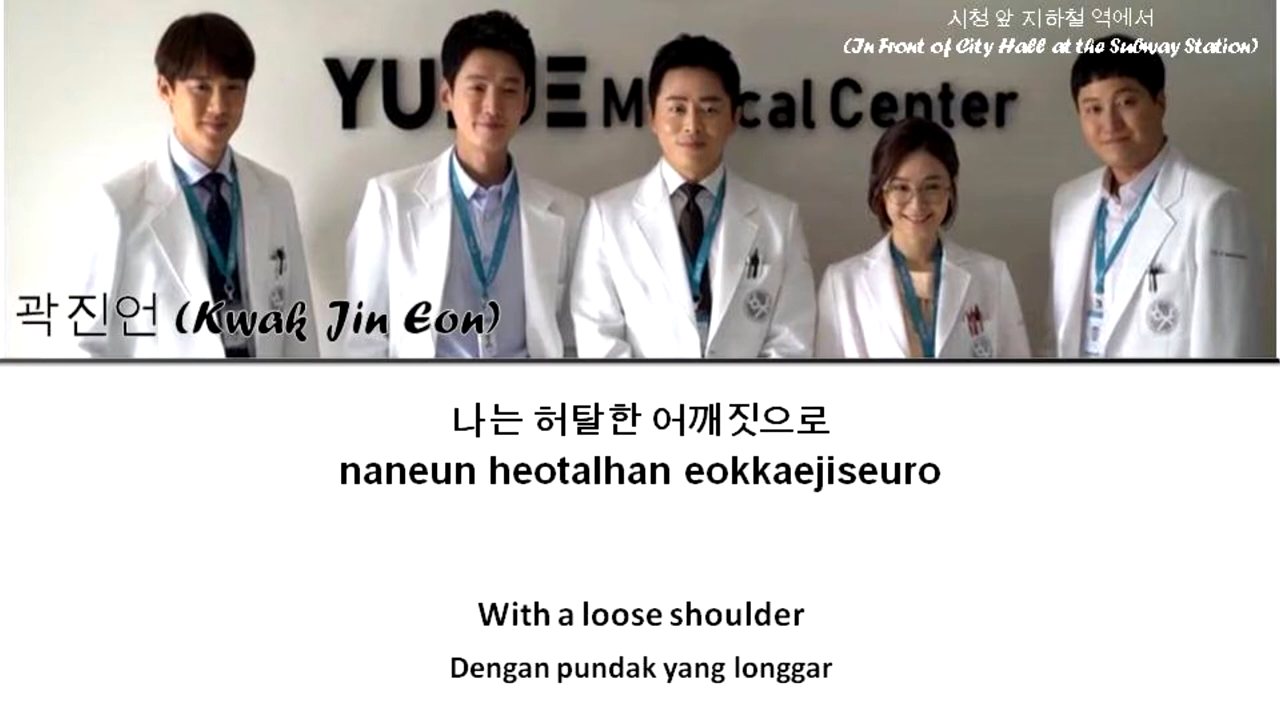 시청 앞 지하철 역에서
(In Front of City Hall at the Subway Station)
Center
곽진언 (Kwak Jin Eon)
나는 허탈한 어깨짓으로
naneun heotalhan eokkaejiseuro
With a loose shoulder
Dengan pundak yang longgar